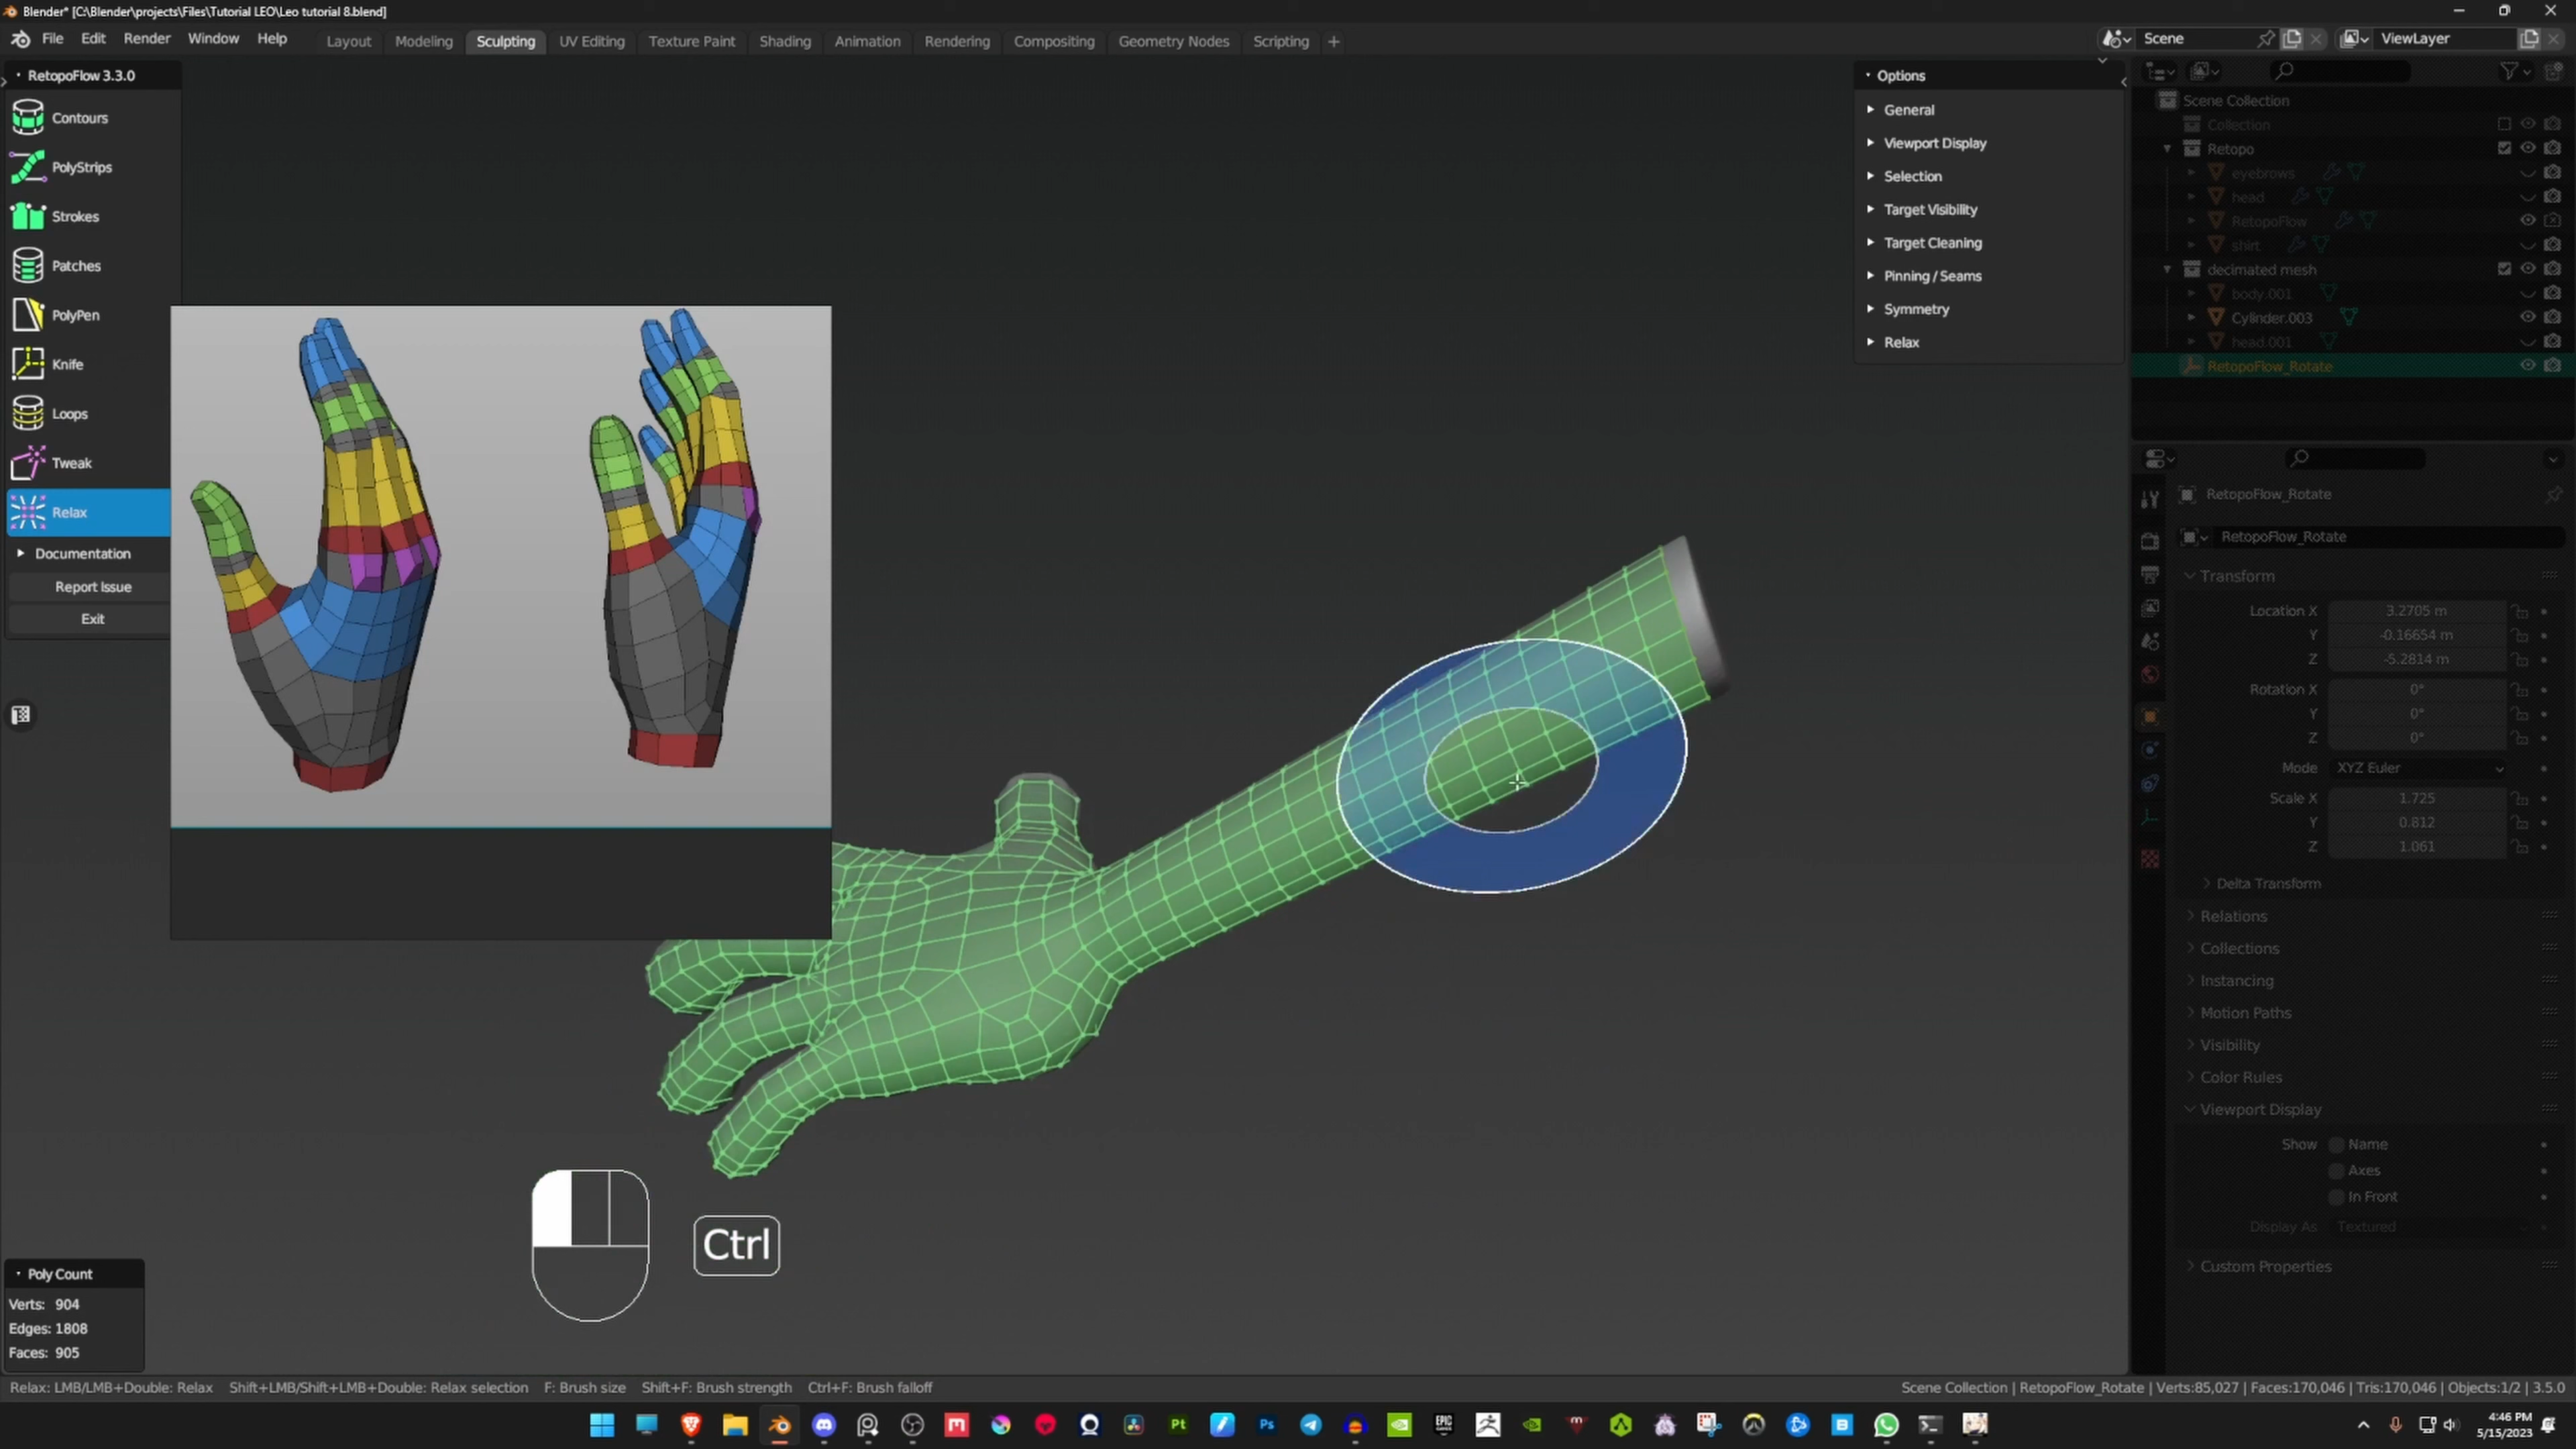 Blender* [C:\Blender\projects\Files\Tutorial LEO\Leo tutorial 8.blend]
File Edit Render Window Help
Layout Modeling Sculpting UV Editing Texture Paint Shading Animation Rendering Compositing Geometry Nodes Scripting +
Scene
ViewLayer
RetopoFlow 3.3.0
Contours
PolyStrips
Strokes
Patches
PolyPen
Knife
Loops
Tweak
Relax
Documentation
Report Issue
Exit
Options
General
Viewport Display
Selection
Target Visibility
Target Cleaning
Pinning / Seams
Symmetry
Relax
Scene Collection
Collection
Retopo
eyebrows
head
RetopoFlow
shirt
decimated mesh
body.001
Cylinder.003
head.001
RetopoFlow_Rotate
RetopoFlow_Rotate
RetopoFlow_Rotate
Transform
Location X 3.2705 m
Y -0.16654 m
Z -5.2814 m
Rotation X 0°
Y 0°
Z 0°
Mode XYZ Euler
Scale X 1.725
Y 0.812
Z 1.061
Delta Transform
Relations
Collections
Instancing
Motion Paths
Visibility
Color Rules
Viewport Display
Show Name
Axes
In Front
Display As Textured
Custom Properties
Ctrl
Poly Count
Verts: 904
Edges: 1808
Faces: 905
Relax: LMB/LMB+Double: Relax Shift+LMB/Shift+LMB+Double: Relax selection F: Brush size Shift+F: Brush strength Ctrl+F: Brush falloff
Scene Collection | RetopoFlow_Rotate | Verts:85,027 | Faces:170,046 | Tris:170,046 | Objects:1/2 | 3.5.0
Pt
Ps
EPIC
4:46 PM
5/15/2023